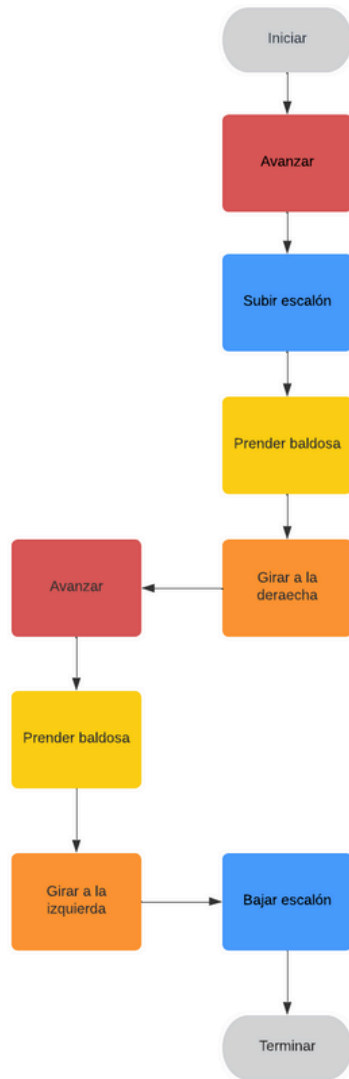 Iniciar
Avanzar
Subir escalón
Prender baldosa
Girar a la
deraecha
Avanzar
Prender baldosa
Girar a la
izquierda
Bajar escalón
Terminar